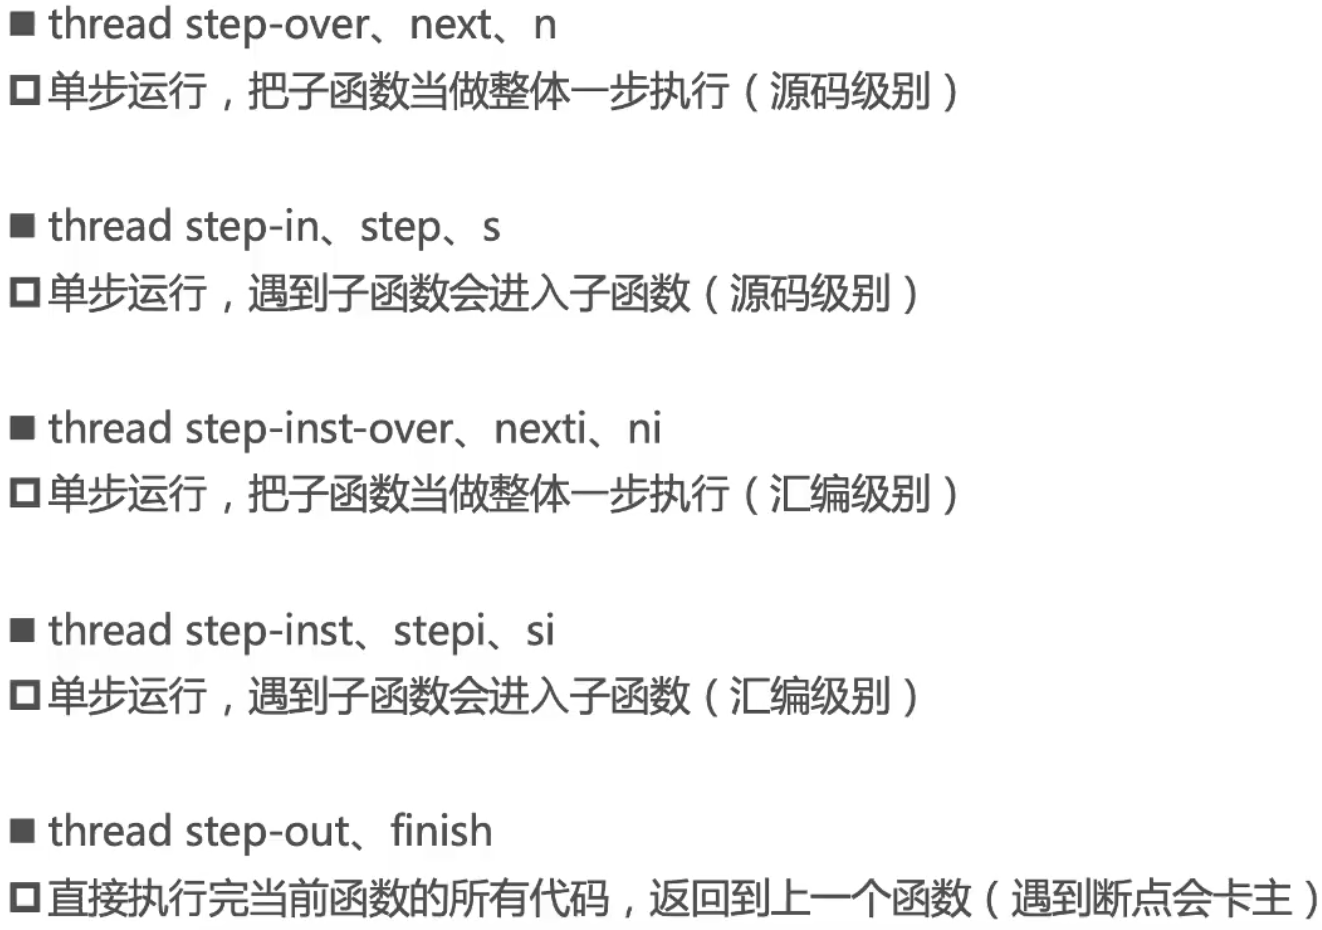 ■ thread step-over、next、n
□ 单步运行，把子函数当做整体一步执行（源码级别）
■ thread step-in、step、s
□ 单步运行，遇到子函数会进入子函数（源码级别）
■ thread step-inst-over、nexti、ni
□ 单步运行，把子函数当做整体一步执行（汇编级别）
■ thread step-inst、stepi、si
□ 单步运行，遇到子函数会进入子函数（汇编级别）
■ thread step-out、finish
□ 直接执行完当前函数的所有代码，返回到上一个函数（遇到断点会卡主）